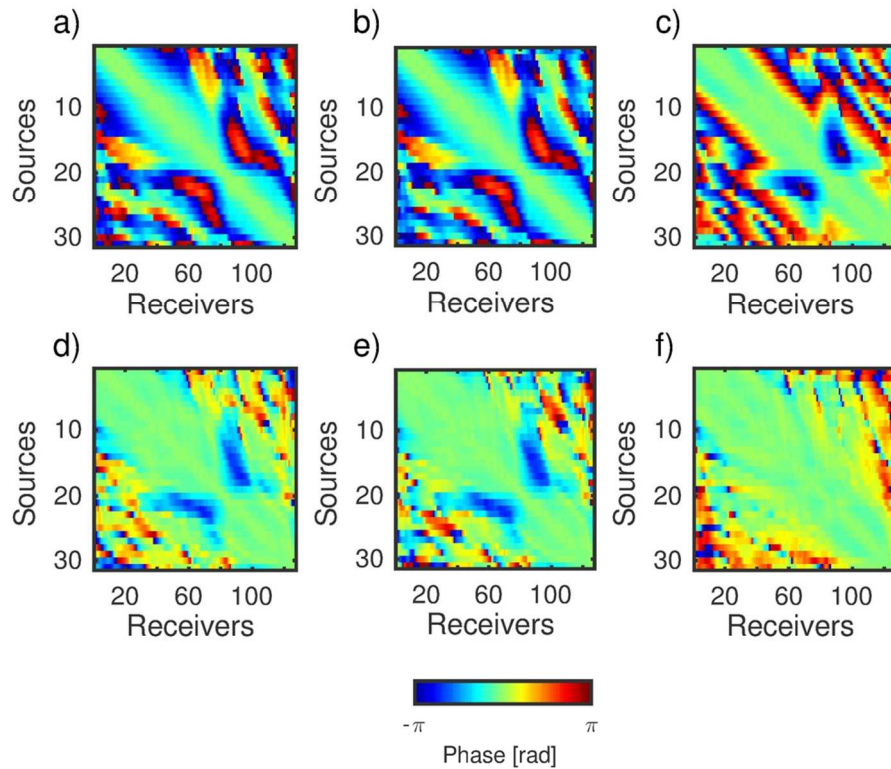 a) b) c)
Sources Sources Sources
10 10 10
20 20 20
30 30 30
20 60 100 20 60 100 20 60 100
Receivers Receivers Receivers
d) e) f)
Sources Sources Sources
10 10 10
20 20 20
30 30 30
20 60 100 20 60 100 20 60 100
Receivers Receivers Receivers
-π π
Phase [rad]